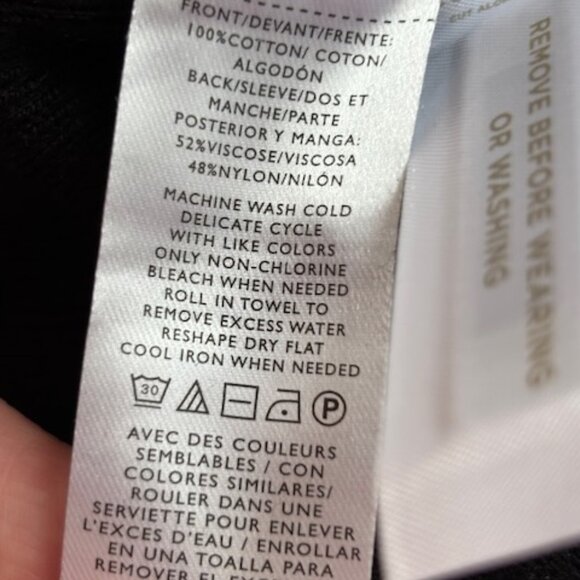 FRONT/DEVANT/FRENTE:
100%COTTON/ COTON/
ALGODÓN
BACK/SLEEVE/DOS ET
MANCHE/PARTE
POSTERIOR Y MANGA:
52%VISCOSE/VISCOSA
48%NYLON/NILÓN
MACHINE WASH COLD
DELICATE CYCLE
WITH LIKE COLORS
ONLY NON-CHLORINE
BLEACH WHEN NEEDED
ROLL IN TOWEL TO
REMOVE EXCESS WATER
RESHAPE DRY FLAT
COOL IRON WHEN NEEDED
30 P
AVEC DES COULEURS
SEMBLABLES / CON
COLORES SIMILARES/
ROULER DANS UNE
SERVIETTE POUR ENLEVER
L'EXCES D'EAU / ENROLLAR
EN UNA TOALLA PARA
REMOVER EL
CUT
REMOVE BEFORE WEARING
OR WASHING